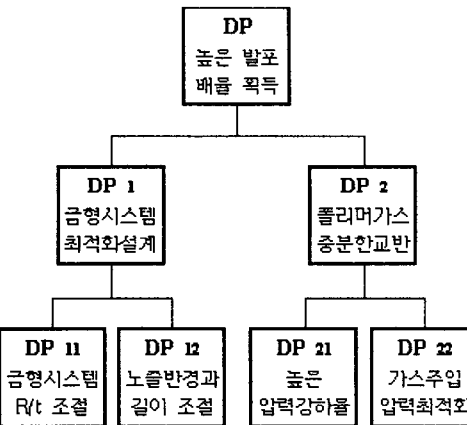 DP
높은 발포
배율 획득
DP 1
금형시스템
최적화설계
DP 2
폴리머가스
중분한교반
DP 11
금형시스템
R/t 조절
DP 12
노즐반경과
길이 조절
DP 21
높은
압력강하율
DP 22
가스주입
압력최적화